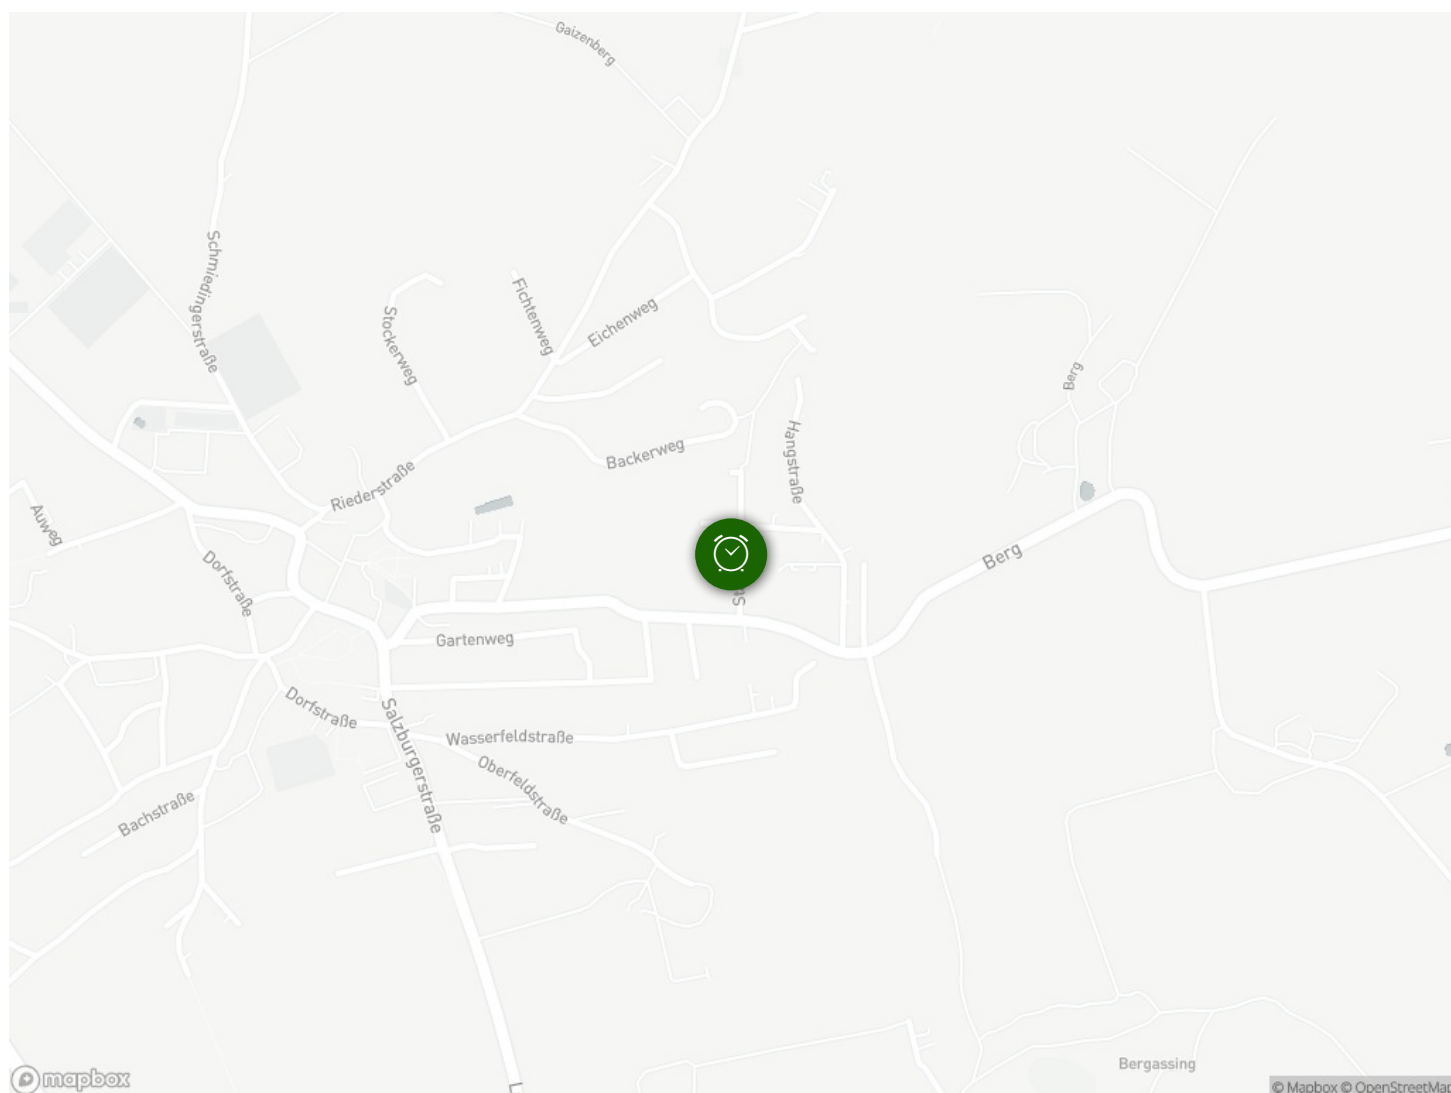 Gaizenberg
Schmiedingerstraße
Stockerweg
Fichtenweg
Eichenweg
Berg
Hangstraße
Backerweg
Riederstraße
Auweg
Dorfstraße
Berg
Gartenweg
Dorfstraße
Salzburgerstraße
Wasserfeldstraße
Oberfeldstraße
Bachstraße
Bergassing
mapbox
© Mapbox © OpenStreetMap